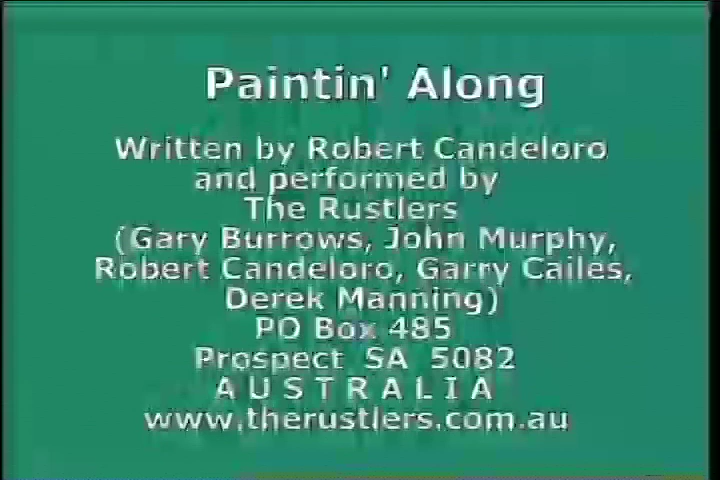 Paintin' Along
Written by Robert Candeloro
and performed by
The Rustlers
(Gary Burrows, John Murphy,
Robert Candeloro, Garry Cailes,
Derek Manning)
PO Box 485
Prospect SA 5082
A U S T R A L I A
www.therustlers.com.au